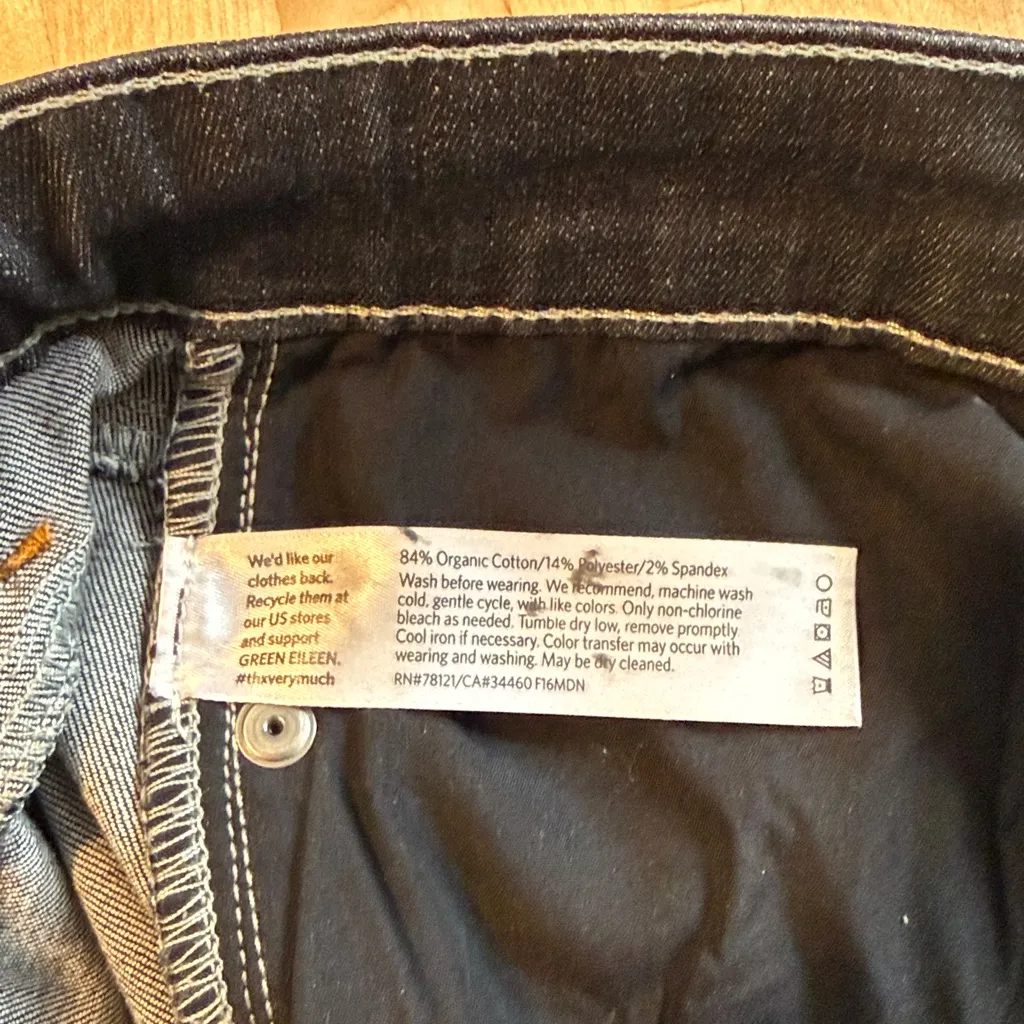 We'd like our
clothes back.
Recycle them at
our US stores
and support
GREEN EILEEN.
#thxverymuch
84% Organic Cotton/14% Polyester/2% Spandex
Wash before wearing. We recommend, machine wash
cold, gentle cycle, with like colors. Only non-chlorine
bleach as needed. Tumble dry low, remove promptly.
Cool iron if necessary. Color transfer may occur with
wearing and washing. May be dry cleaned.
RN#78121/CA#34460 F16MDN